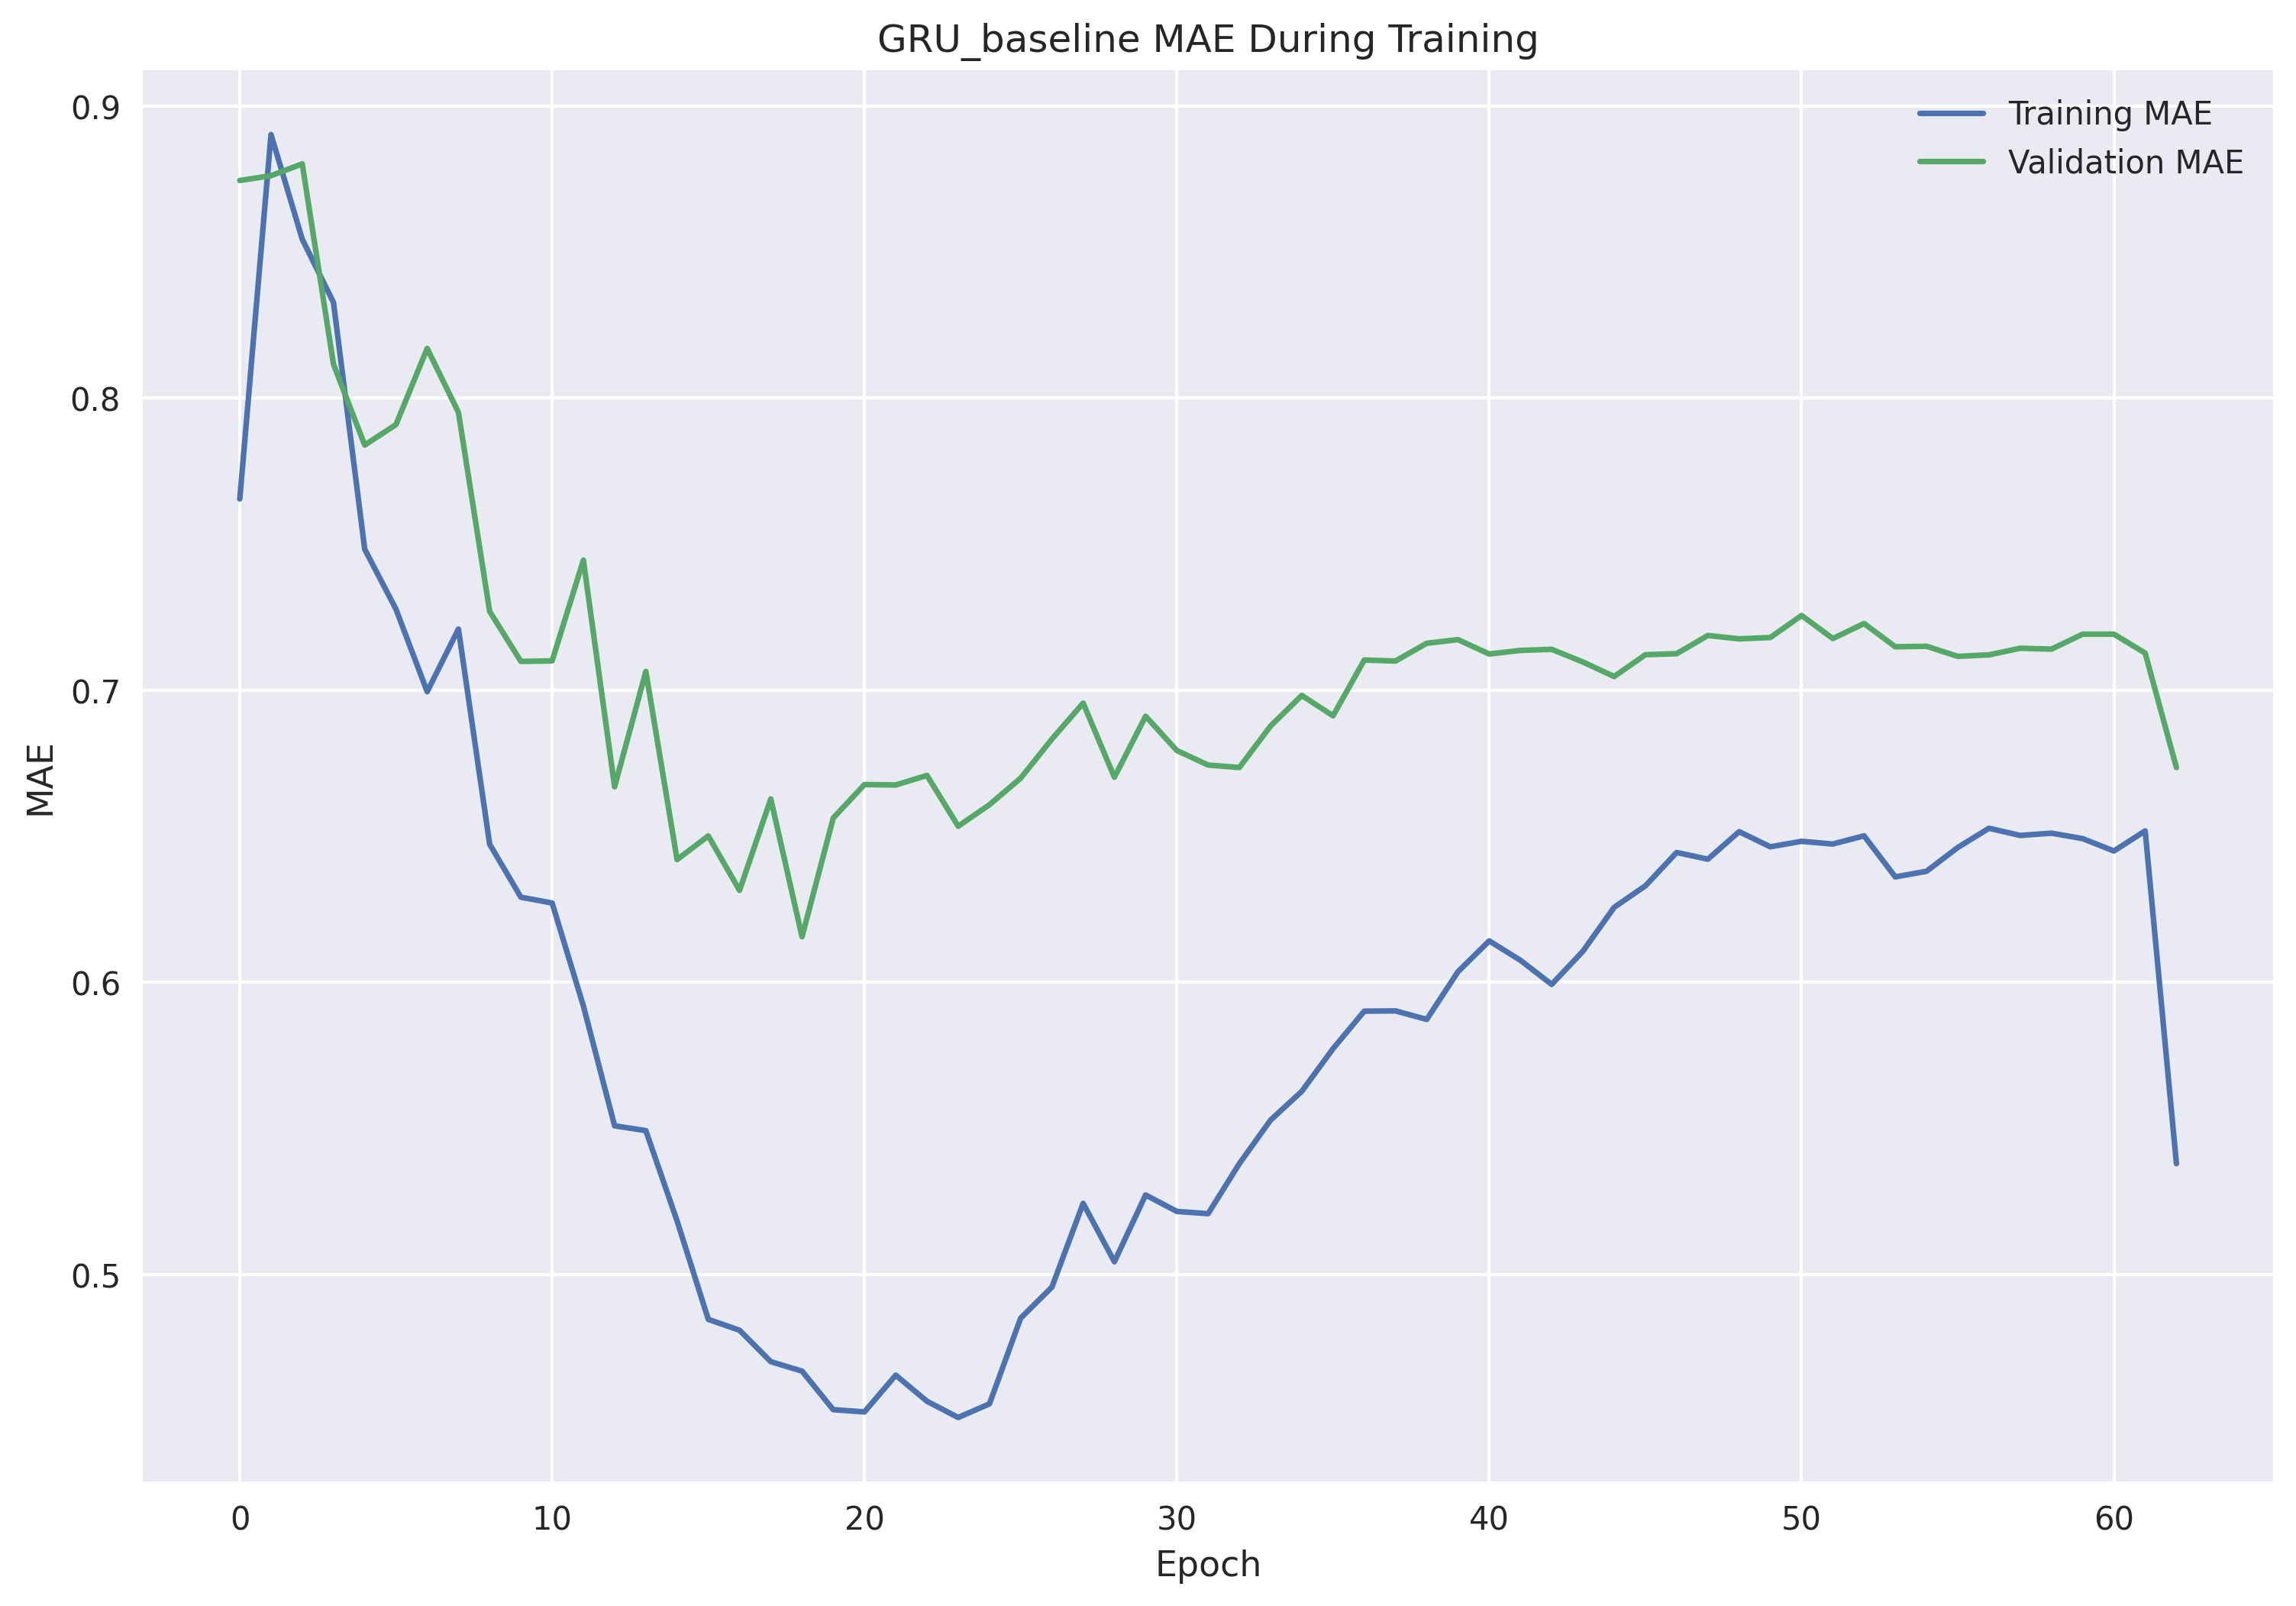 GRU_baseline MAE During Training
Training MAE
Validation MAE
MAE
0.9
0.8
0.7
0.6
0.5
0 10 20 30 40 50 60
Epoch